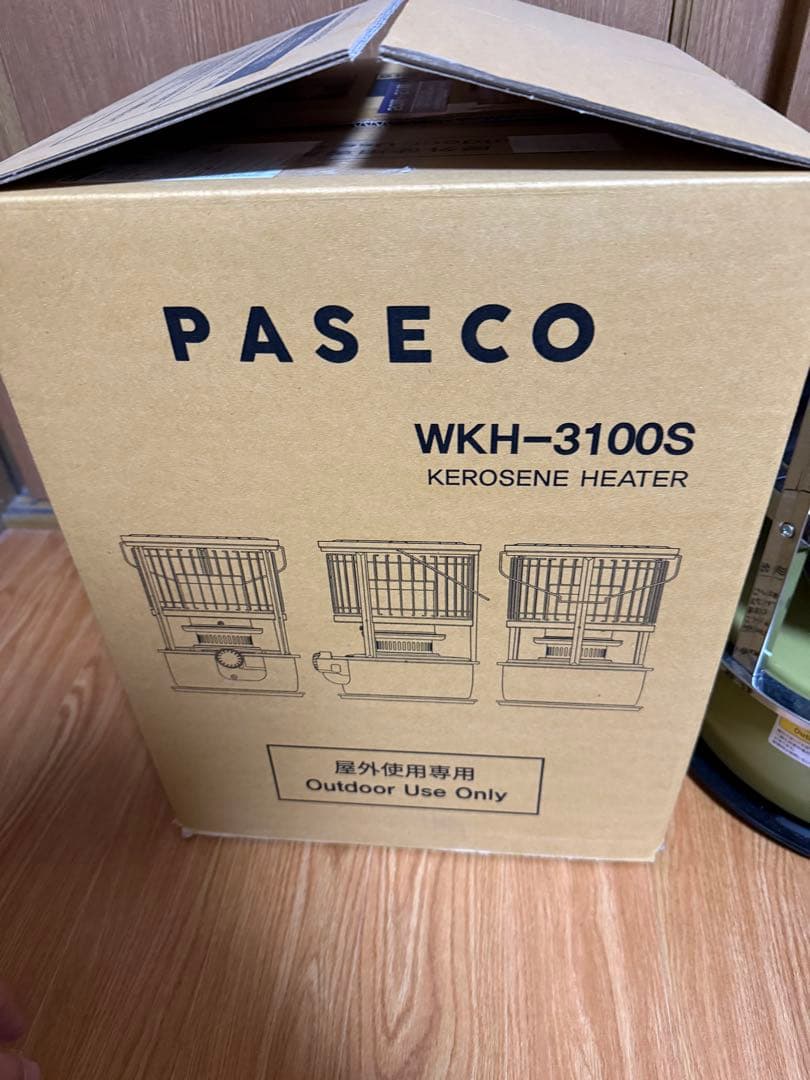 PASECO
WKH-3100S
KEROSENE HEATER
屋外使用専用
Outdoor Use Only